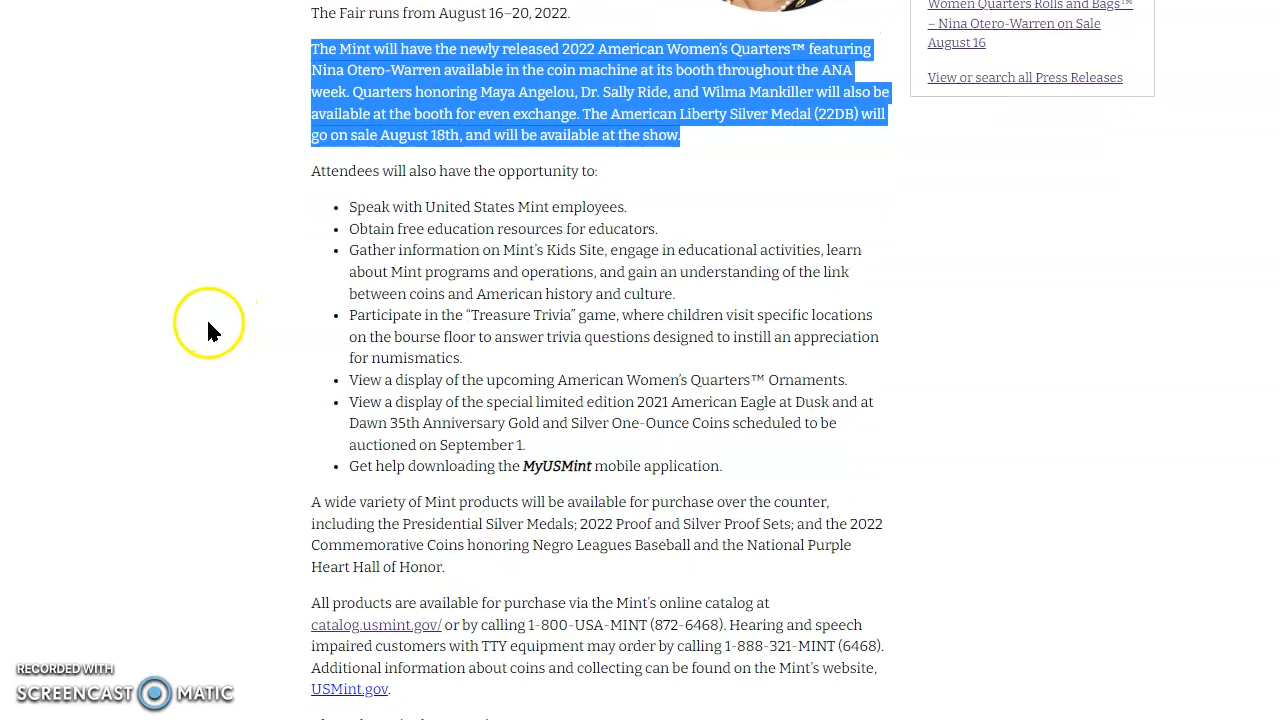 The Fair runs from August 16–20, 2022.
Women Quarters Rolls and Bags™
– Nina Otero-Warren on Sale
August 16
View or search all Press Releases
The Mint will have the newly released 2022 American Women's Quarters™ featuring
Nina Otero-Warren available in the coin machine at its booth throughout the ANA
week. Quarters honoring Maya Angelou, Dr. Sally Ride, and Wilma Mankiller will also be
available at the booth for even exchange. The American Liberty Silver Medal (22DB) will
go on sale August 18th, and will be available at the show.
Attendees will also have the opportunity to:
• Speak with United States Mint employees.
• Obtain free education resources for educators.
• Gather information on Mint's Kids Site, engage in educational activities, learn
about Mint programs and operations, and gain an understanding of the link
between coins and American history and culture.
• Participate in the “Treasure Trivia” game, where children visit specific locations
on the bourse floor to answer trivia questions designed to instill an appreciation
for numismatics.
• View a display of the upcoming American Women's Quarters™ Ornaments.
• View a display of the special limited edition 2021 American Eagle at Dusk and at
Dawn 35th Anniversary Gold and Silver One-Ounce Coins scheduled to be
auctioned on September 1.
• Get help downloading the MyUSMint mobile application.
A wide variety of Mint products will be available for purchase over the counter,
including the Presidential Silver Medals; 2022 Proof and Silver Proof Sets; and the 2022
Commemorative Coins honoring Negro Leagues Baseball and the National Purple
Heart Hall of Honor.
All products are available for purchase via the Mint's online catalog at
catalog.usmint.gov/ or by calling 1-800-USA-MINT (872-6468). Hearing and speech
impaired customers with TTY equipment may order by calling 1-888-321-MINT (6468).
Additional information about coins and collecting can be found on the Mint's website,
USMint.gov.
RECORDED WITH
SCREENCAST MATIC